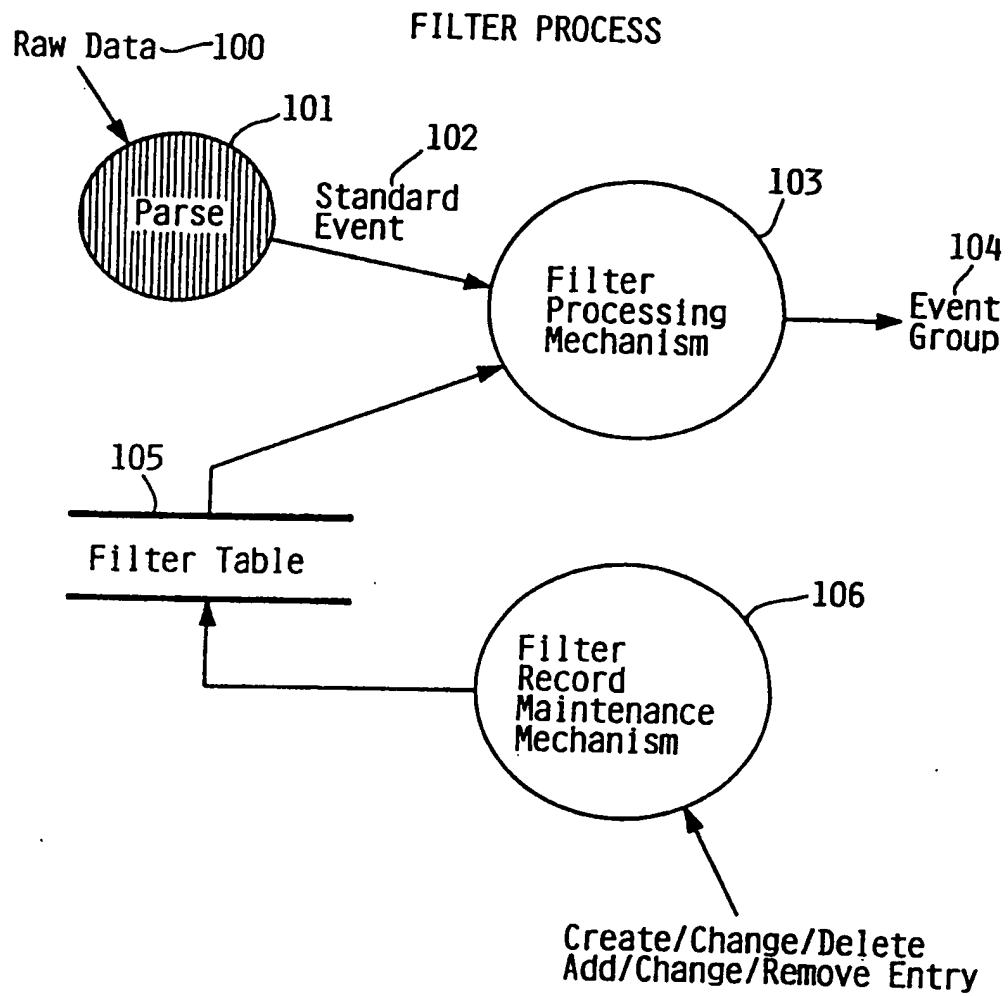 FILTER PROCESS
Raw Data 100
101
102
Parse
Standard
Event
103
Filter
Processing
Mechanism
104
Event
Group
105
Filter Table
106
Filter
Record
Maintenance
Mechanism
Create/Change/Delete
Add/Change/Remove Entry